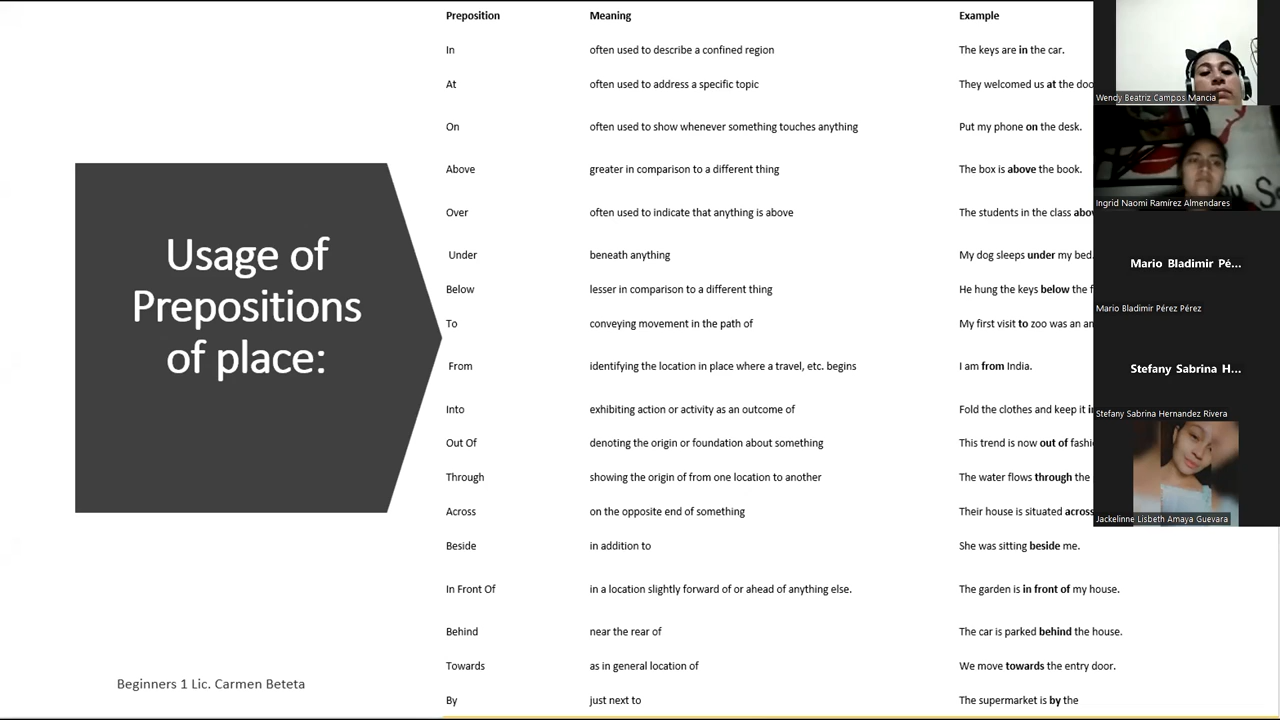 Usage of
Prepositions
of place:
Beginners 1 Lic. Carmen Beteta
Preposition Meaning Example
In often used to describe a confined region The keys are in the car.
At often used to address a specific topic They welcomed us at the doo
On often used to show whenever something touches anything Put my phone on the desk.
Above greater in comparison to a different thing The box is above the book.
Over often used to indicate that anything is above The students in the class abov
Under beneath anything My dog sleeps under my bed.
Below lesser in comparison to a different thing He hung the keys below the f
To conveying movement in the path of My first visit to zoo was an am
From identifying the location in place where a travel, etc. begins I am from India.
Into exhibiting action or activity as an outcome of Fold the clothes and keep it i
Out Of denoting the origin or foundation about something This trend is now out of fashi
Through showing the origin of from one location to another The water flows through the
Across on the opposite end of something Their house is situated across
Beside in addition to She was sitting beside me.
In Front Of in a location slightly forward of or ahead of anything else. The garden is in front of my house.
Behind near the rear of The car is parked behind the house.
Towards as in general location of We move towards the entry door.
By just next to The supermarket is by the
Wendy Beatriz Campos Mancia
Ingrid Naomi Ramírez Almendares
Mario Bladimir Pé...
Mario Bladimir Pérez Pérez
Stefany Sabrina H...
Stefany Sabrina Hernandez Rivera
Jackelinne Lisbeth Amaya Guevara